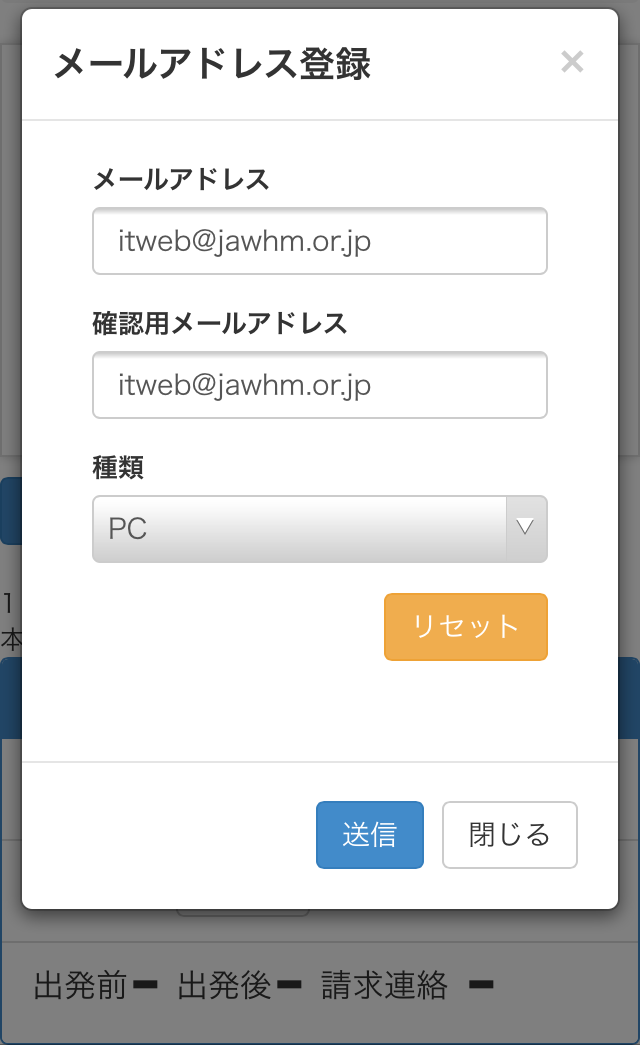 メールアドレス登録 ×
メールアドレス
itweb@jawhm.or.jp
確認用メールアドレス
itweb@jawhm.or.jp
種類
PC
リセット
送信 閉じる
1
本
出発前 出発後 請求連絡